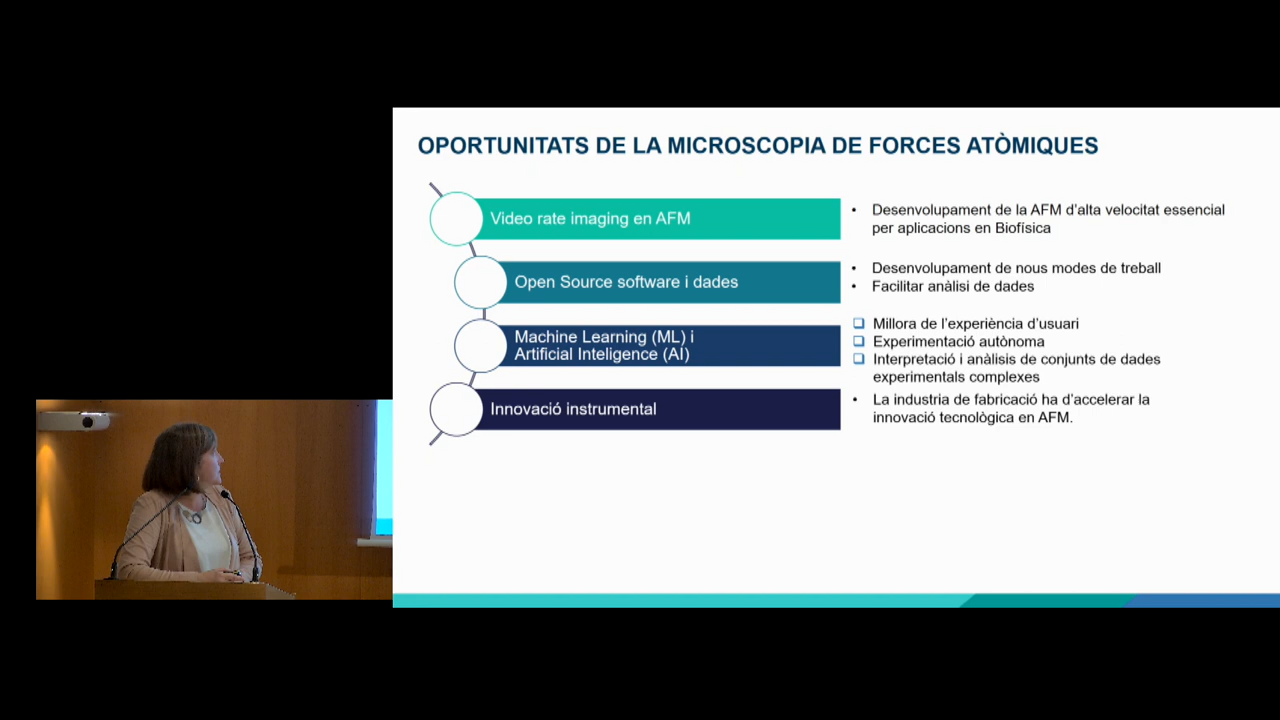 OPORTUNITATS DE LA MICROSCOPIA DE FORCES ATÒMIQUES
Video rate imaging en AFM
• Desenvolupament de la AFM d'alta velocitat essencial
per aplicacions en Biofísica
Open Source software i dades
• Desenvolupament de nous modes de treball
• Facilitar anàlisi de dades
Machine Learning (ML) i
Artificial Inteligence (AI)
❑ Millora de l'experiència d'usuari
❑ Experimentació autònoma
❑ Interpretació i anàlisis de conjunts de dades
experimentals complexes
Innovació instrumental
• La industria de fabricació ha d'accelerar la
innovació tecnològica en AFM.